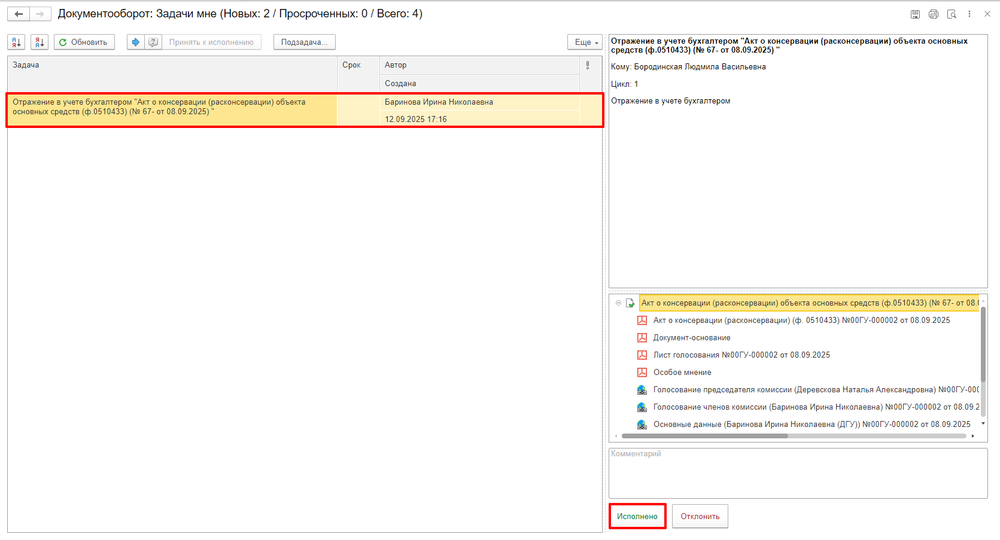 Документооборот: Задачи мне (Новых: 2 / Просроченных: 0 / Всего: 4)
А Я
Я А
Обновить
?
Принять к исполнению
Подзадача...
Еще
Задача
Срок
Автор
Создана
Отражение в учете бухгалтером "Акт о консервации (расконсервации) объекта
основных средств (ф.0510433) (№ 67- от 08.09.2025) "
Баринова Ирина Николаевна
12.09.2025 17:16
Отражение в учете бухгалтером "Акт о консервации (расконсервации) объекта основных
средств (ф.0510433) (№ 67- от 08.09.2025) "
Кому: Бородинская Людмила Васильевна
Цикл: 1
Отражение в учете бухгалтером
Акт о консервации (расконсервации) объекта основных средств (ф.0510433) (№ 67- от 08.0
Акт о консервации (расконсервации) (ф. 0510433) №00ГУ-000002 от 08.09.2025
Документ-основание
Лист голосования №00ГУ-000002 от 08.09.2025
Особое мнение
Голосование председателя комиссии (Деревскова Наталья Александровна) №00ГУ-000
Голосование членов комиссии (Баринова Ирина Николаевна) №00ГУ-000002 от 08.09.2
Основные данные (Баринова Ирина Николаевна (ДГУ)) №00ГУ-000002 от 08.09.2025
Комментарий
Исполнено
Отклонить